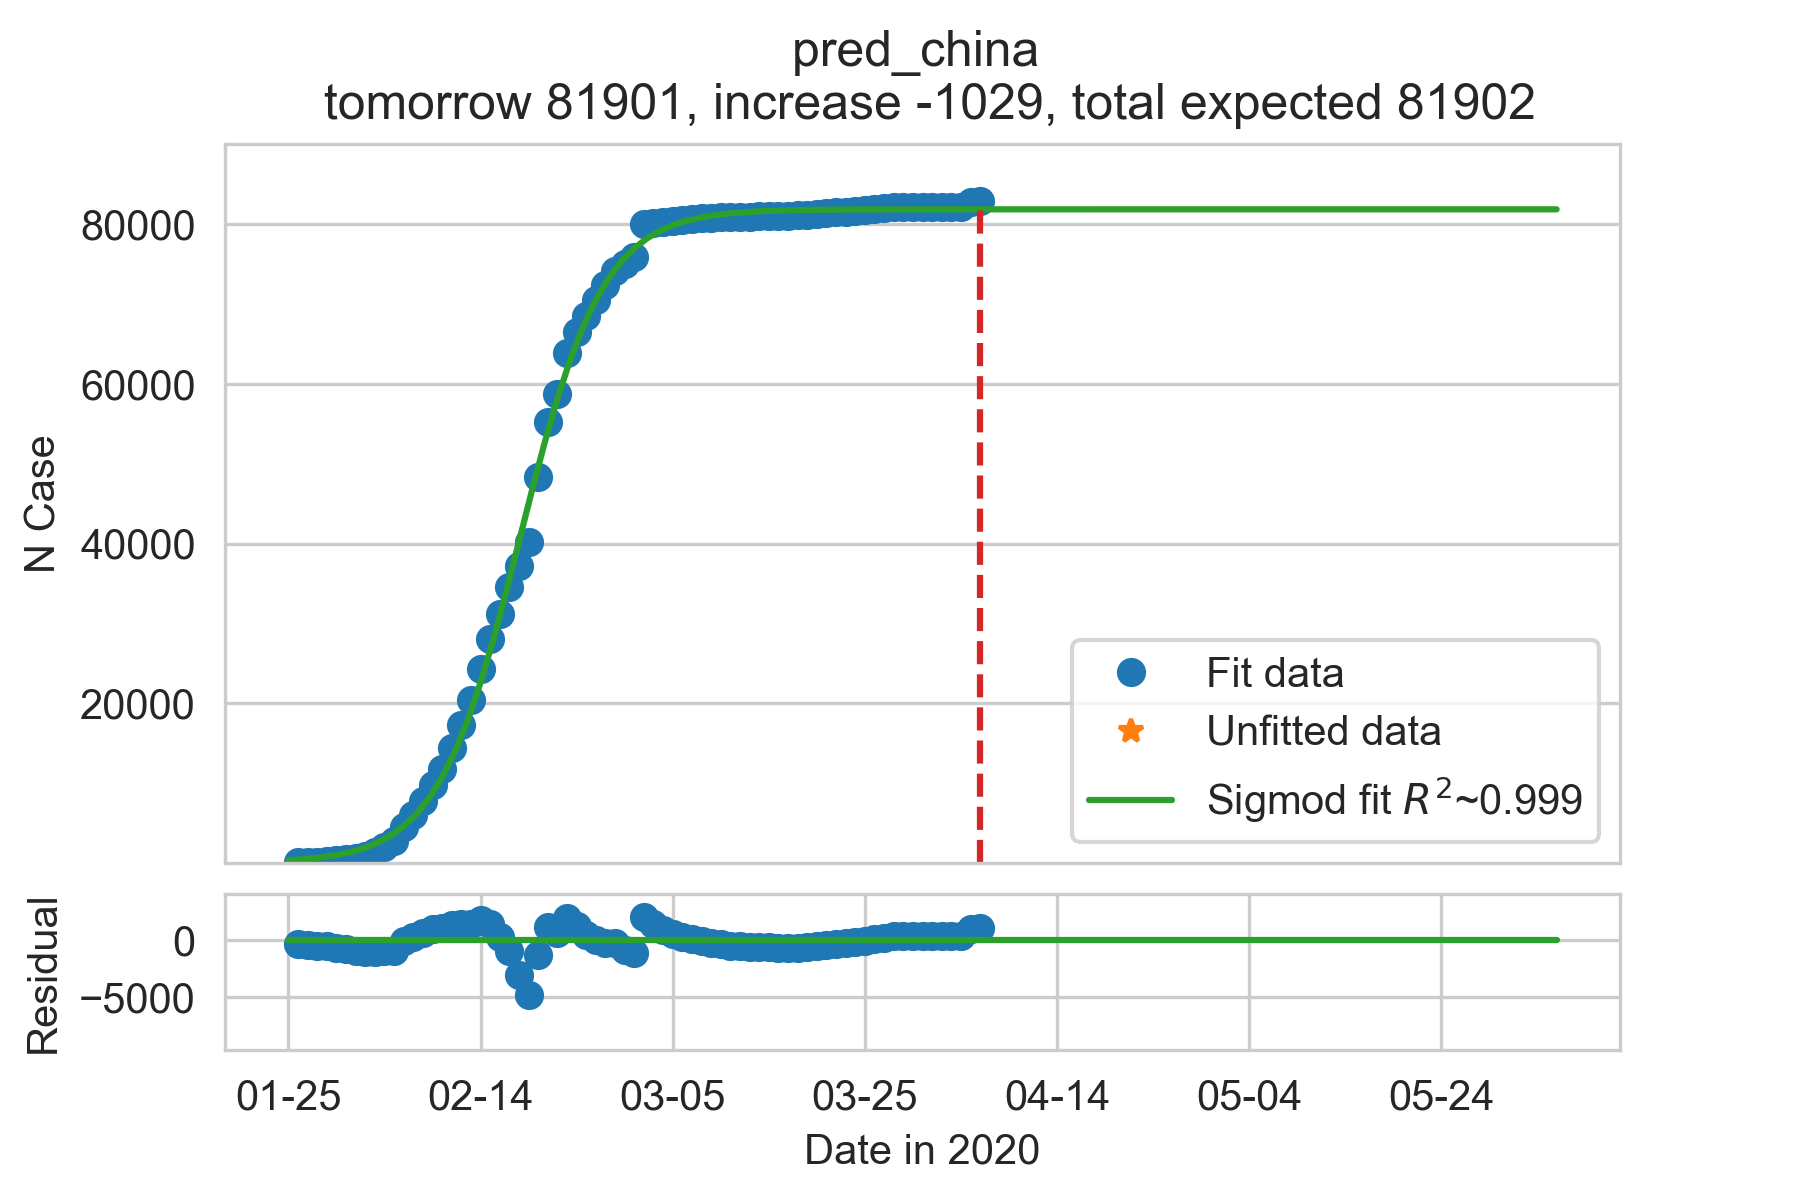 pred_china
tomorrow 81901, increase -1029, total expected 81902
N Case
80000
60000
40000
20000
Fit data
Unfitted data
Sigmod fit R²~0.999
Residual
0
−5000
01-25 02-14 03-05 03-25 04-14 05-04 05-24
Date in 2020